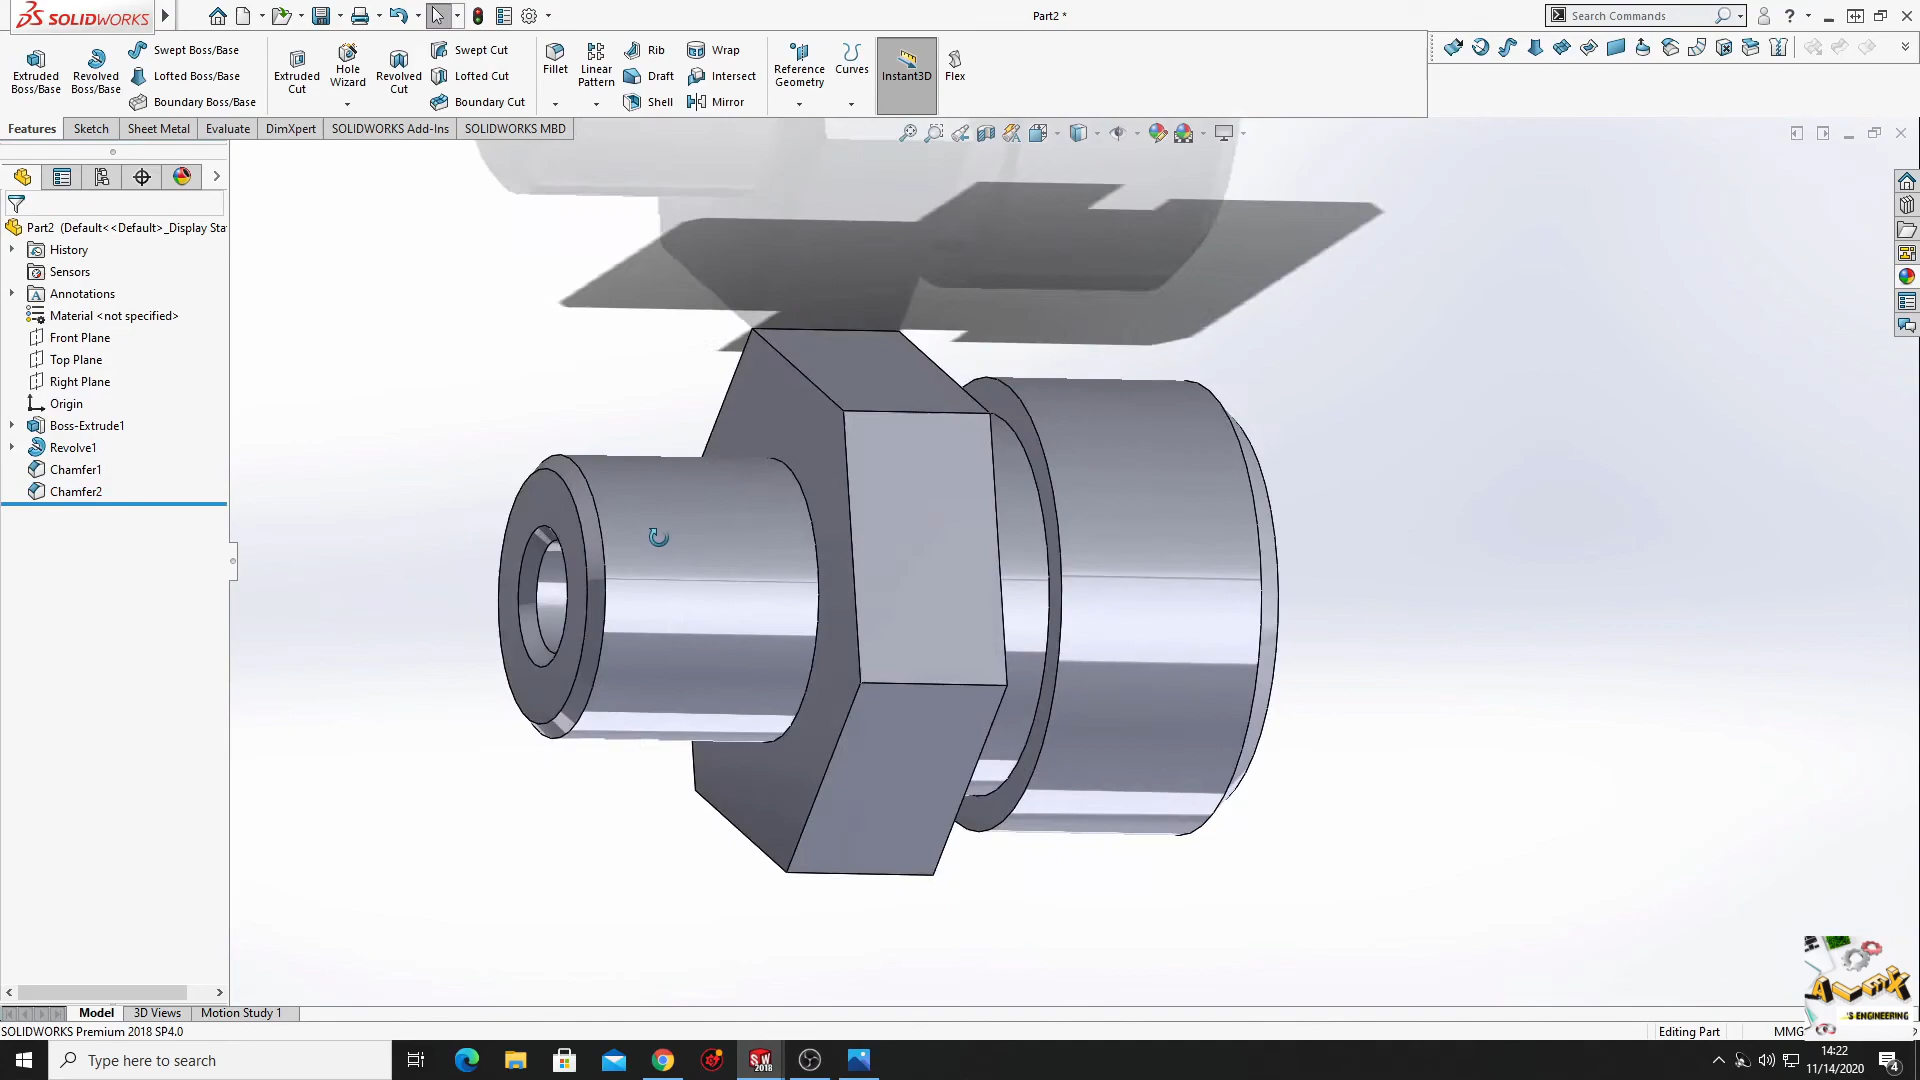 SOLIDWORKS
Part2 *
Search Commands
Extruded Boss/Base
Revolved Boss/Base
Swept Boss/Base
Lofted Boss/Base
Boundary Boss/Base
Extruded Cut
Hole Wizard
Revolved Cut
Swept Cut
Lofted Cut
Boundary Cut
Fillet
Linear Pattern
Rib
Draft
Shell
Wrap
Intersect
Mirror
Reference Geometry
Curves
Instant3D
Flex
Features
Sketch
Sheet Metal
Evaluate
DimXpert
SOLIDWORKS Add-Ins
SOLIDWORKS MBD
Part2 (Default<<Default>_Display Sta
History
Sensors
Annotations
Material <not specified>
Front Plane
Top Plane
Right Plane
Origin
Boss-Extrude1
Revolve1
Chamfer1
Chamfer2
Model
3D Views
Motion Study 1
SOLIDWORKS Premium 2018 SP4.0
Editing Part
MMG
ALMX
'S ENGINEERING
Type here to search
SW
2018
14:22
11/14/2020
4